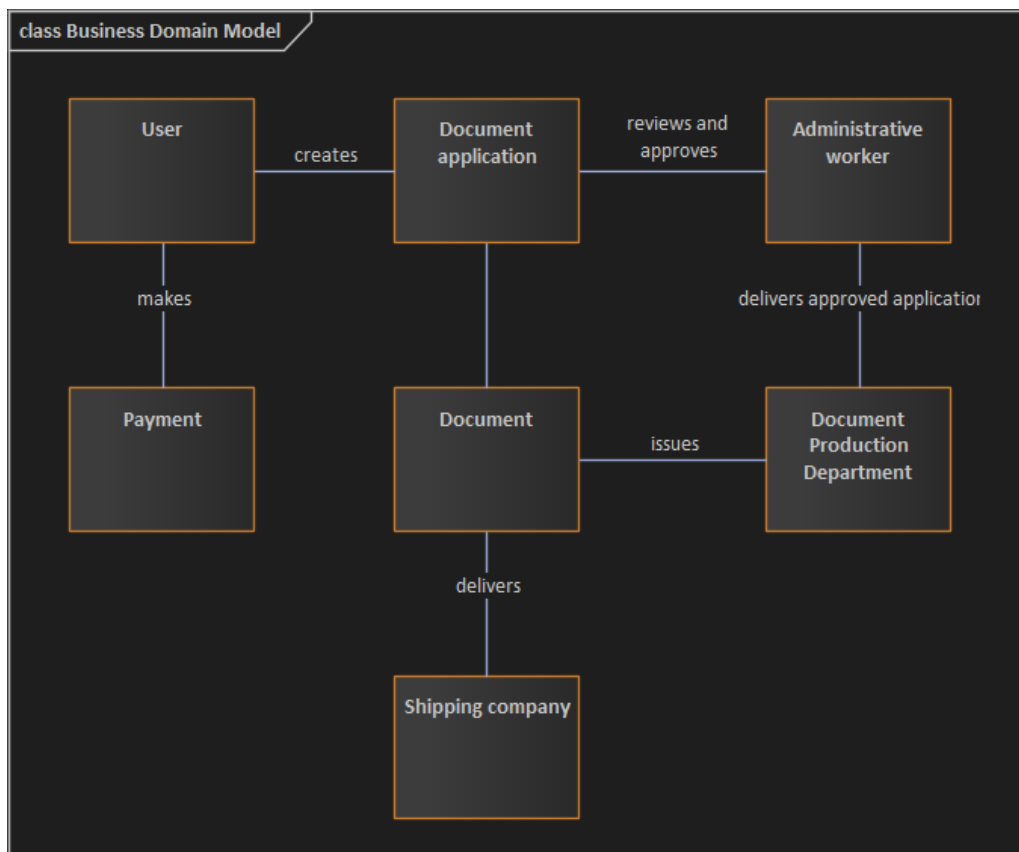 class Business Domain Model
User
creates
Document
application
reviews and
approves
Administrative
worker
makes
delivers approved application
Payment
Document
issues
Document
Production
Department
delivers
Shipping company